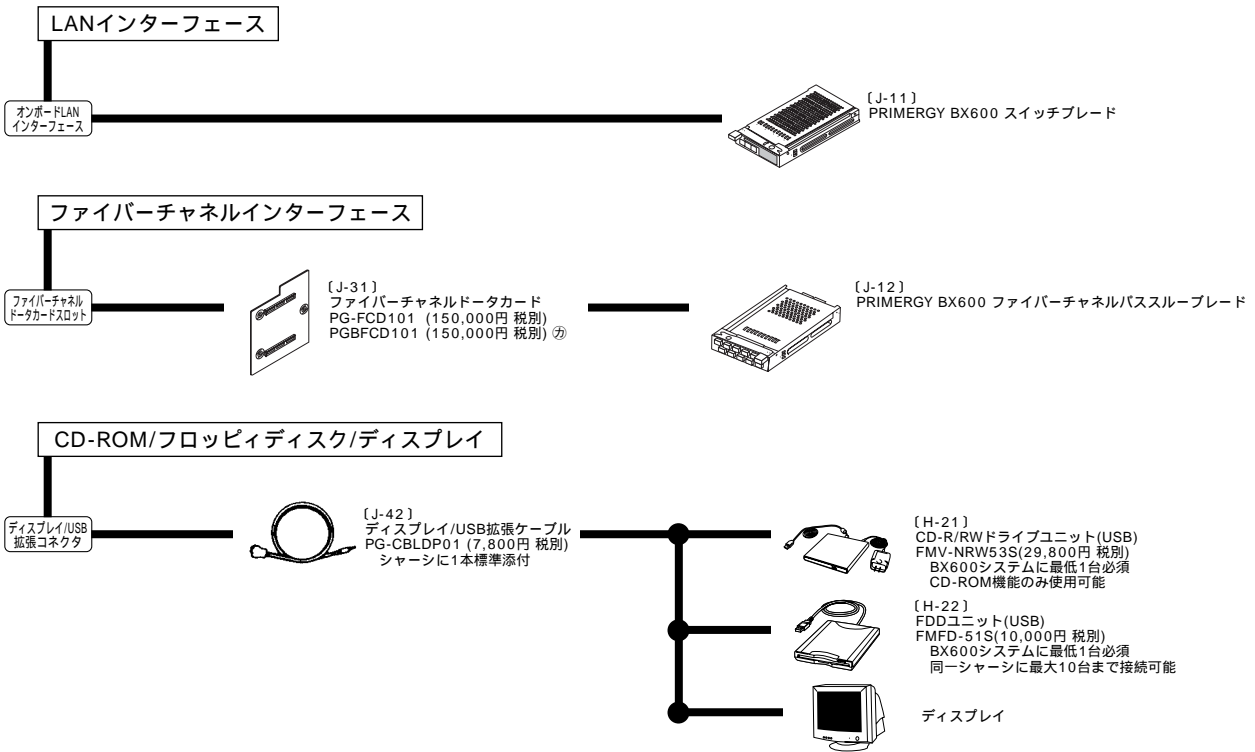 LANインターフェース
オンボードLAN
インターフェース
〔J-11〕
PRIMERGY BX600 スイッチブレード
ファイバーチャネルインターフェース
ファイバーチャネル
ドータカードスロット
〔J-31〕
ファイバーチャネルドータカード
PG-FCD101 (150,000円 税別)
PGBFCD101 (150,000円 税別) ㋕
〔J-12〕
PRIMERGY BX600 ファイバーチャネルパススルーブレード
CD-ROM/フロッピィディスク/ディスプレイ
ディスプレイ/USB
拡張コネクタ
〔J-42〕
ディスプレイ/USB拡張ケーブル
PG-CBLDP01 (7,800円 税別)
シャーシに1本標準添付
〔H-21〕
CD-R/RWドライブユニット(USB)
FMV-NRW53S(29,800円 税別)
BX600システムに最低1台必須
CD-ROM機能のみ使用可能
〔H-22〕
FDDユニット(USB)
FMFD-51S(10,000円 税別)
BX600システムに最低1台必須
同一シャーシに最大10台まで接続可能
ディスプレイ